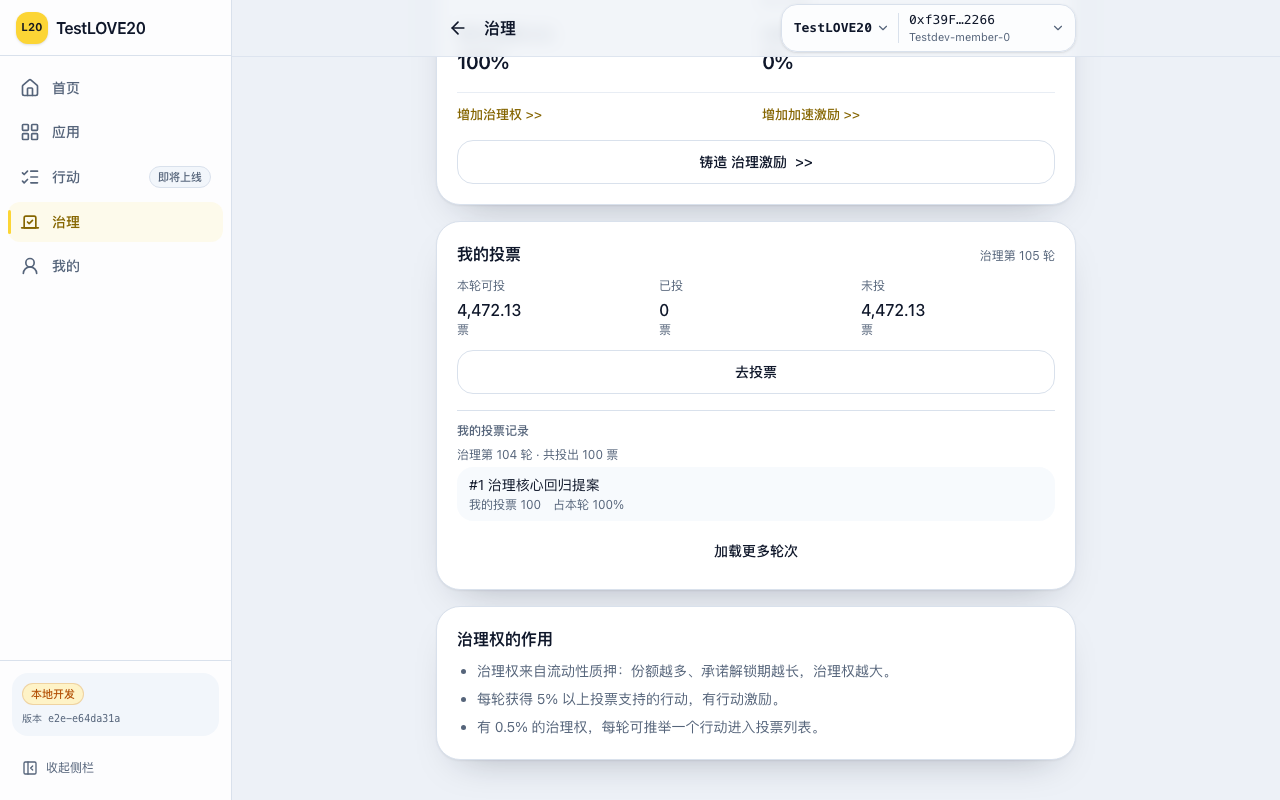 L20 TestLOVE20
首页
应用
行动 即将上线
治理
我的
本地开发
版本 e2e-e64da31a
收起侧栏
治理
TestLOVE20
0xf39F…2266
Testdev-member-0
100% 0%
增加治理权 >> 增加加速激励 >>
铸造 治理激励 >>
我的投票 治理第 105 轮
本轮可投 已投 未投
4,472.13 0 4,472.13
票 票 票
去投票
我的投票记录
治理第 104 轮 · 共投出 100 票
#1 治理核心回归提案
我的投票 100 占本轮 100%
加载更多轮次
治理权的作用
• 治理权来自流动性质押：份额越多、承诺解锁期越长，治理权越大。
• 每轮获得 5% 以上投票支持的行动，有行动激励。
• 有 0.5% 的治理权，每轮可推举一个行动进入投票列表。